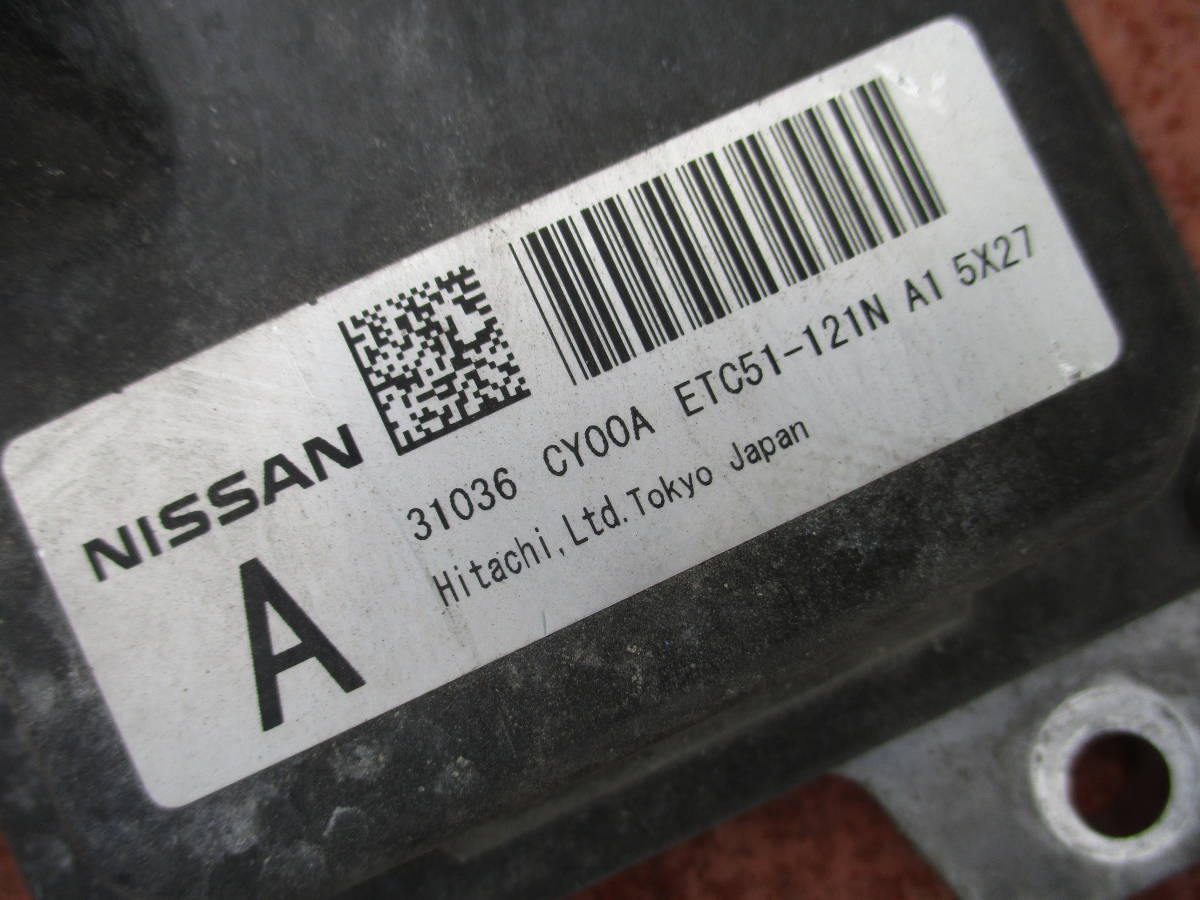 NISSAN
A
31036 CY00A ETC51-121N A1 5X27
Hitachi,Ltd.Tokyo Japan